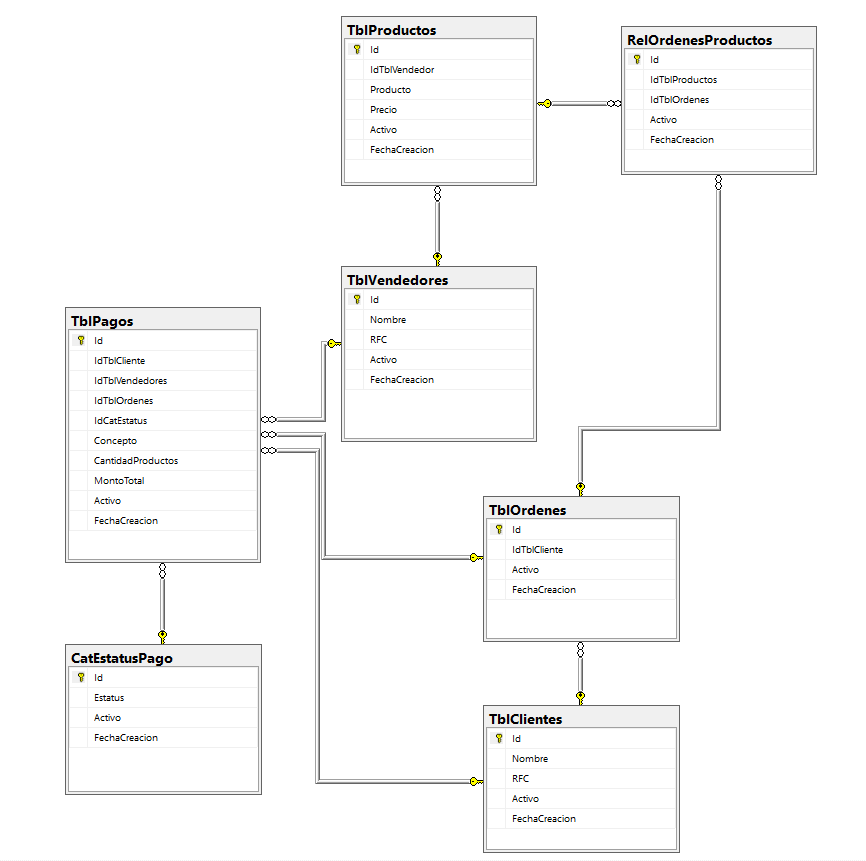 TblProductos
Id
IdTblVendedor
Producto
Precio
Activo
FechaCreacion
RelOrdenesProductos
Id
IdTblProductos
IdTblOrdenes
Activo
FechaCreacion
TblVendedores
Id
Nombre
RFC
Activo
FechaCreacion
TblPagos
Id
IdTblCliente
IdTblVendedores
IdTblOrdenes
IdCatEstatus
Concepto
CantidadProductos
MontoTotal
Activo
FechaCreacion
TblOrdenes
Id
IdTblCliente
Activo
FechaCreacion
CatEstatusPago
Id
Estatus
Activo
FechaCreacion
TblClientes
Id
Nombre
RFC
Activo
FechaCreacion